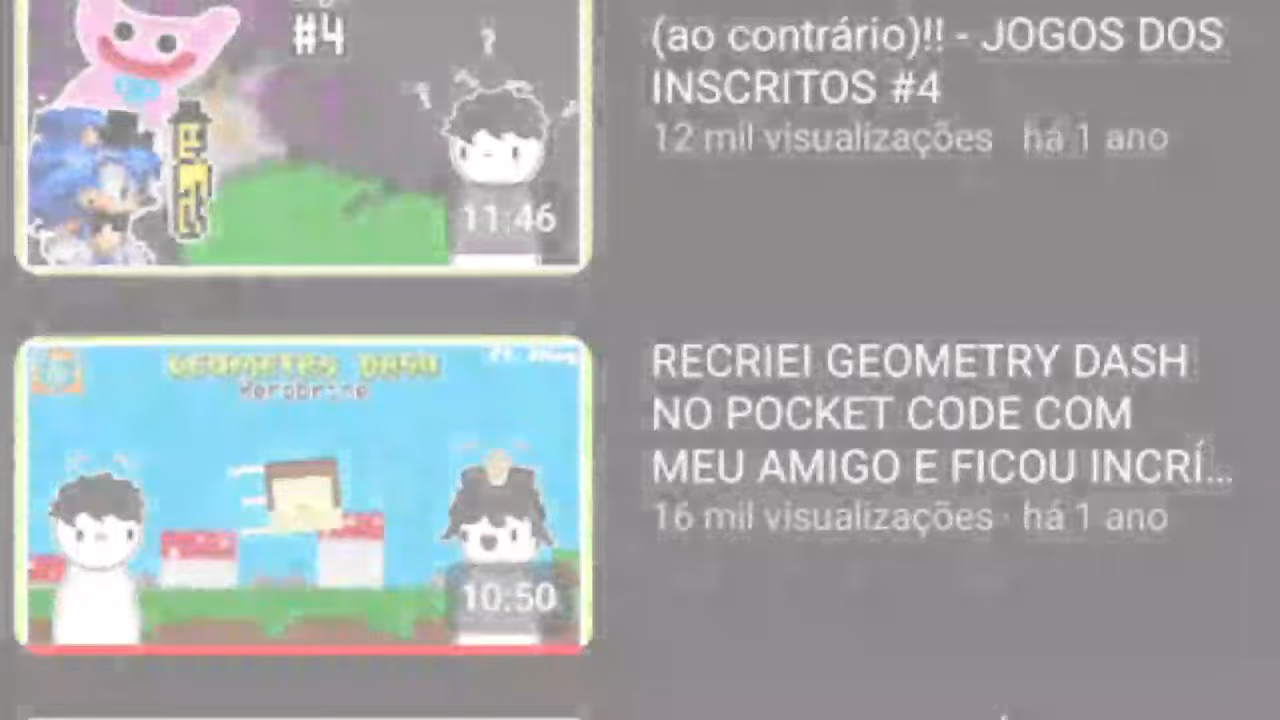 #4
?
11:46
(ao contrário)!! - JOGOS DOS
INSCRITOS #4
12 mil visualizações · há 1 ano
GEOMETRY DASH
Herobrine
10:50
RECRIEI GEOMETRY DASH
NO POCKET CODE COM
MEU AMIGO E FICOU INCRÍ...
16 mil visualizações · há 1 ano